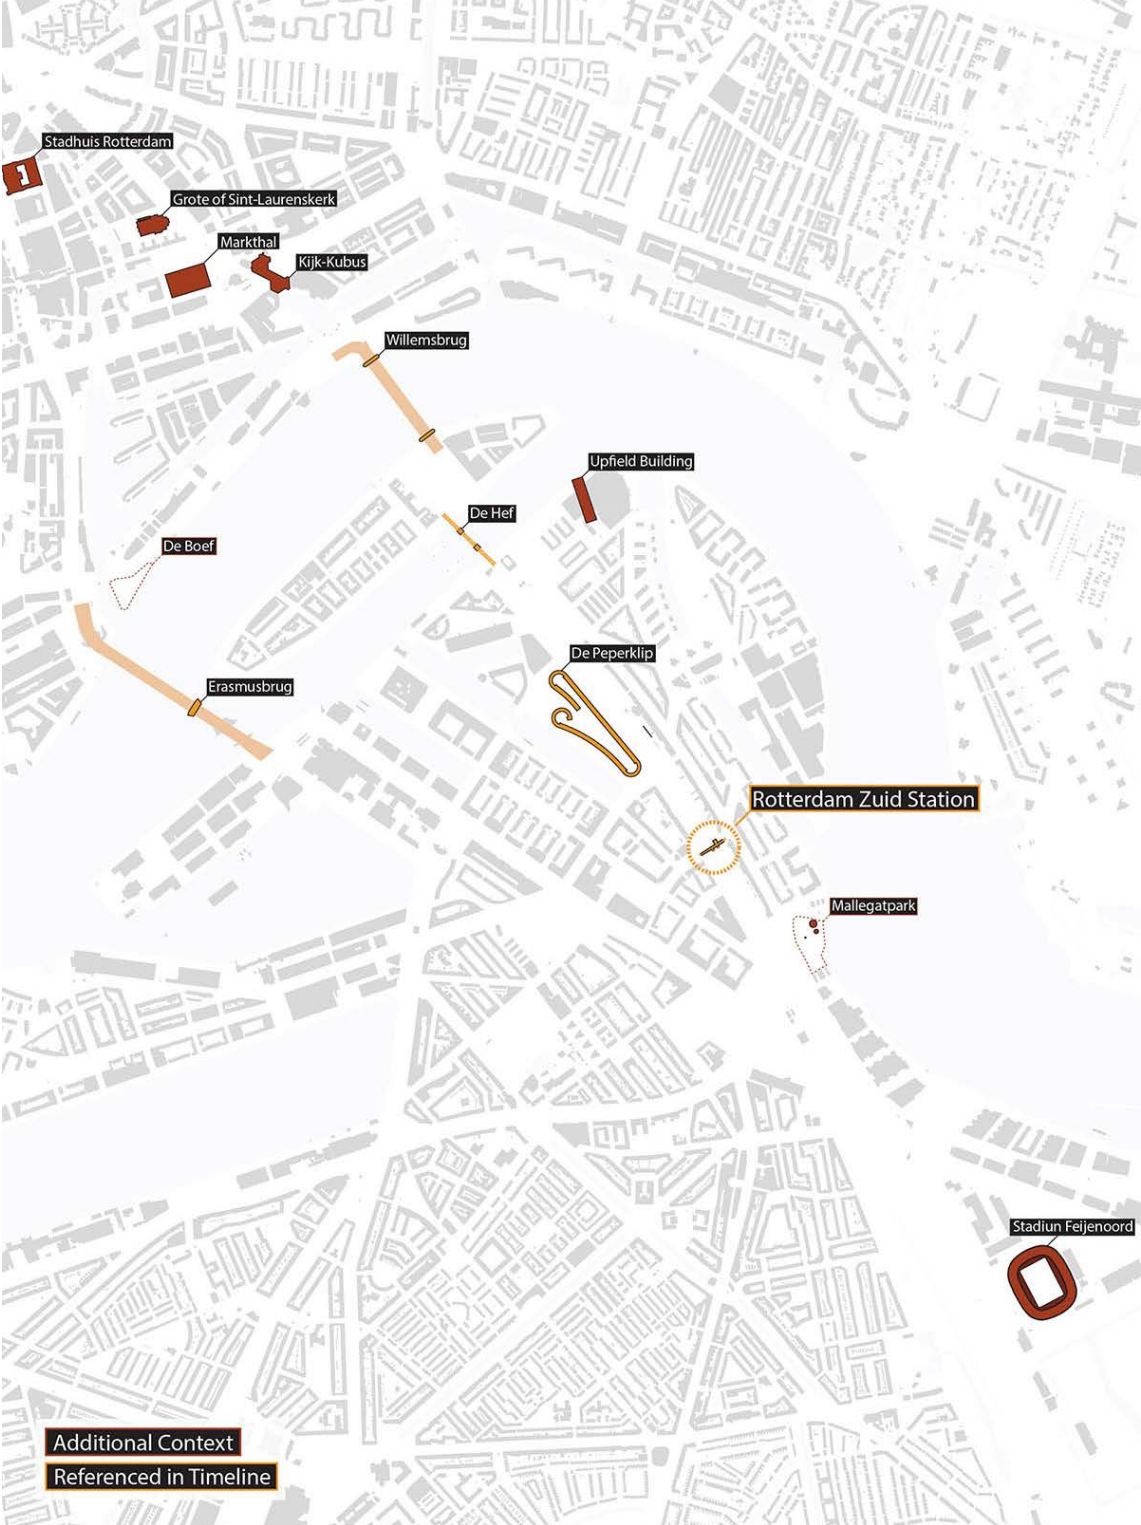 Stadhuis Rotterdam
Grote of Sint-Laurenskerk
Markthal
Kijk-Kubus
Willemsbrug
Upfield Building
De Hef
De Boef
De Peperklip
Erasmusbrug
Rotterdam Zuid Station
Mallegatpark
Stadiun Feijenoord
Additional Context
Referenced in Timeline